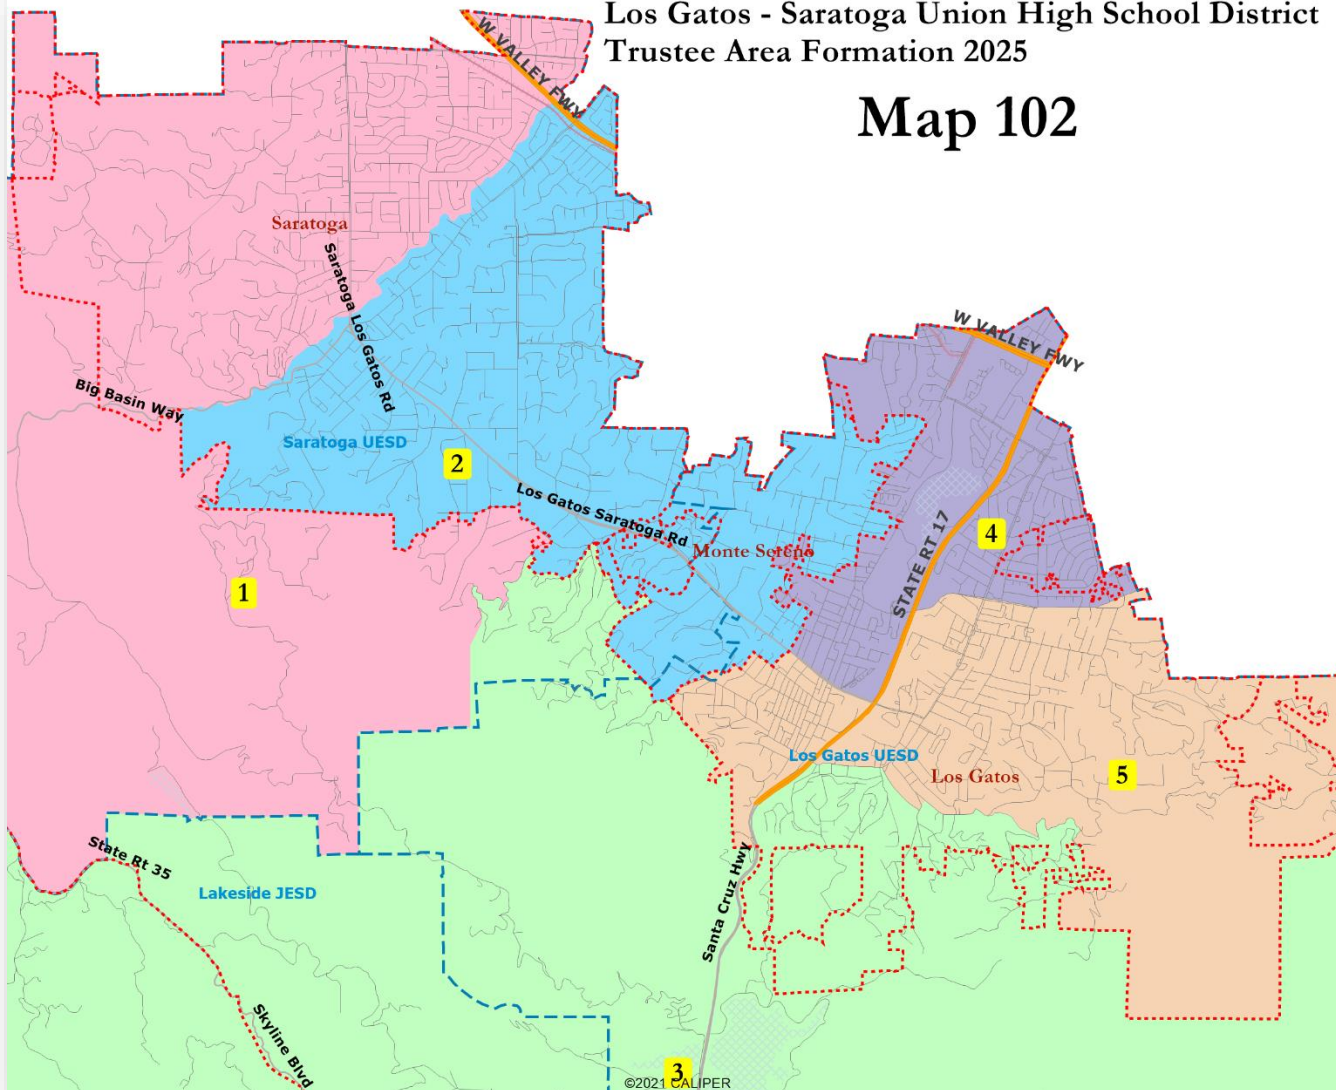 Los Gatos - Saratoga Union High School District
Trustee Area Formation 2025
Map 102
W VALLEY FWY
Saratoga
Saratoga Los Gatos Rd
W VALLEY FWY
Big Basin Way
Saratoga UESD
2
Los Gatos Saratoga Rd
Monte Sereno
STATE RT 17
4
1
Los Gatos UESD
Los Gatos
5
State Rt 35
Lakeside JESD
Santa Cruz Hwy
Skyline Blvd
3
©2021 CALIPER